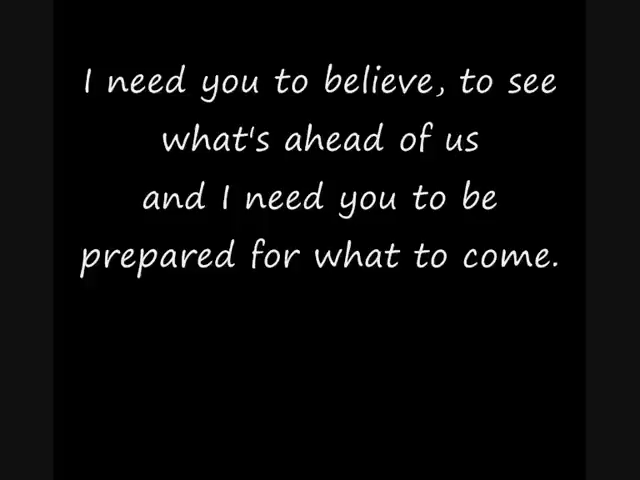 I need you to believe, to see
what's ahead of us
and I need you to be
prepared for what to come.